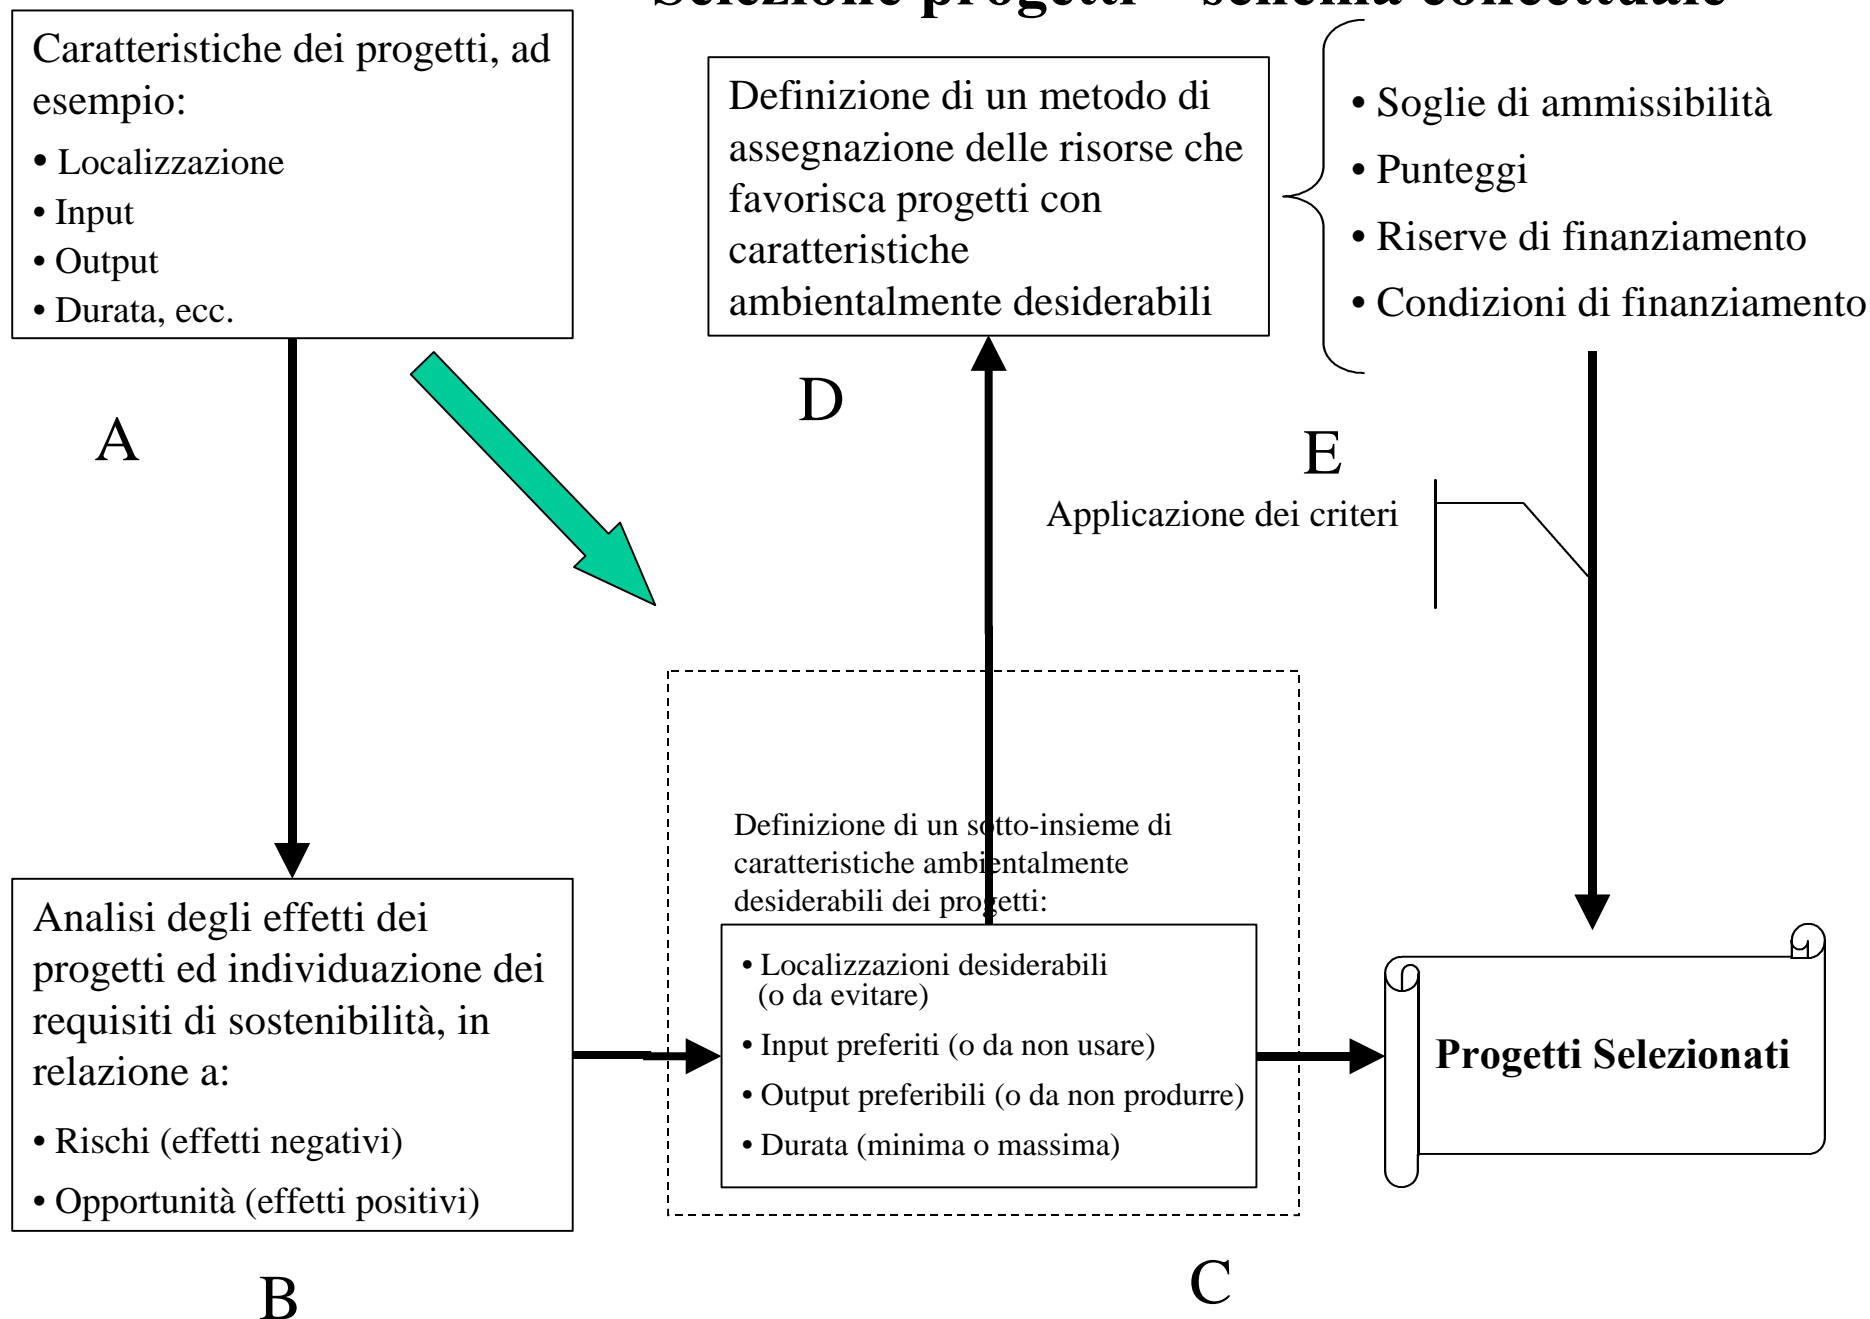 Selezione progetti – schema concettuale
Caratteristiche dei progetti, ad
esempio:
• Localizzazione
• Input
• Output
• Durata, ecc.
A
Definizione di un metodo di
assegnazione delle risorse che
favorisca progetti con
caratteristiche
ambientalmente desiderabili
D
• Soglie di ammissibilità
• Punteggi
• Riserve di finanziamento
• Condizioni di finanziamento
E
Applicazione dei criteri
Analisi degli effetti dei
progetti ed individuazione dei
requisiti di sostenibilità, in
relazione a:
• Rischi (effetti negativi)
• Opportunità (effetti positivi)
B
Definizione di un sotto-insieme di
caratteristiche ambientalmente
desiderabili dei progetti:
• Localizzazioni desiderabili
(o da evitare)
• Input preferiti (o da non usare)
• Output preferibili (o da non produrre)
• Durata (minima o massima)
C
Progetti Selezionati